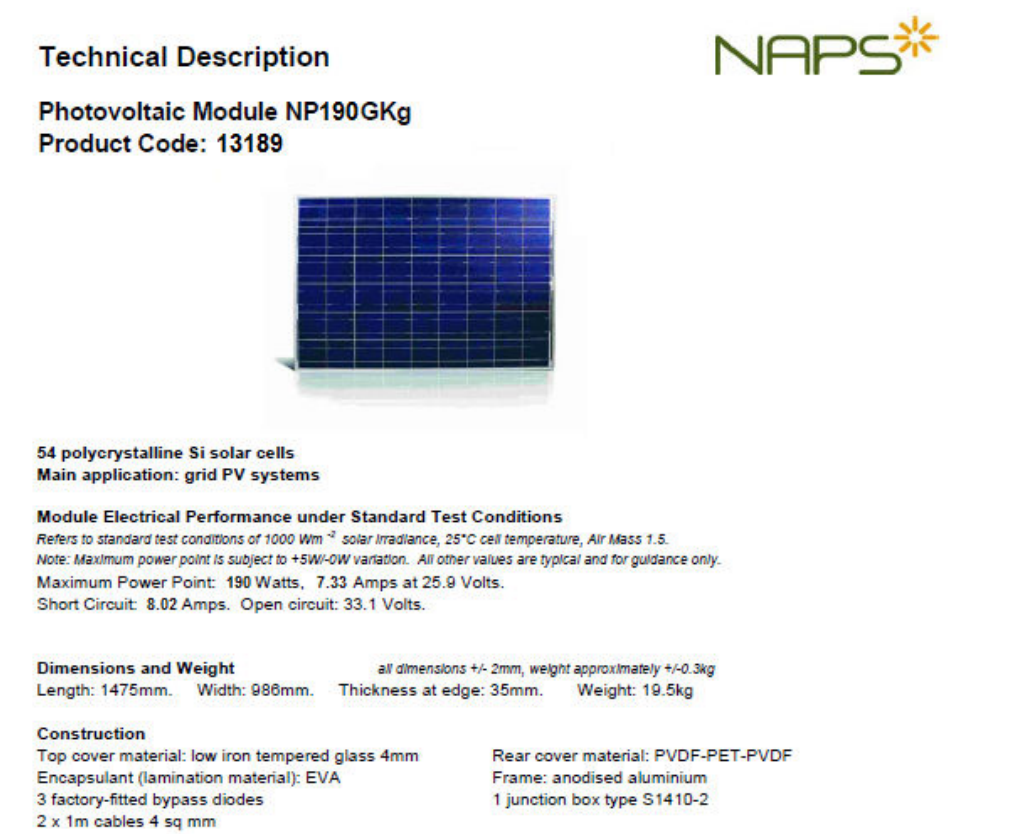 Technical Description
NAPS
Photovoltaic Module NP190GKg
Product Code: 13189
54 polycrystalline Si solar cells
Main application: grid PV systems
Module Electrical Performance under Standard Test Conditions
Refers to standard test conditions of 1000 Wm⁻² solar irradiance, 25°C cell temperature, Air Mass 1.5.
Note: Maximum power point is subject to +5W/-0W variation. All other values are typical and for guidance only.
Maximum Power Point: 190 Watts, 7.33 Amps at 25.9 Volts.
Short Circuit: 8.02 Amps. Open circuit: 33.1 Volts.
Dimensions and Weight all dimensions +/- 2mm, weight approximately +/-0.3kg
Length: 1475mm. Width: 986mm. Thickness at edge: 35mm. Weight: 19.5kg
Construction
Top cover material: low iron tempered glass 4mm Rear cover material: PVDF-PET-PVDF
Encapsulant (lamination material): EVA Frame: anodised aluminium
3 factory-fitted bypass diodes 1 junction box type S1410-2
2 x 1m cables 4 sq mm